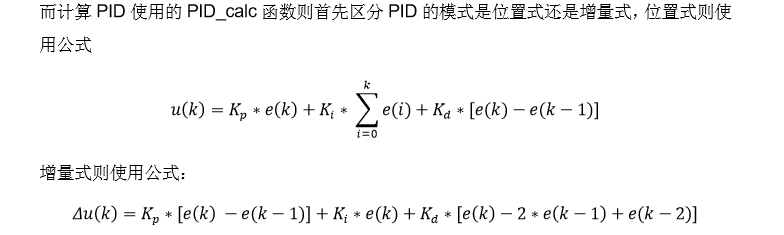 而计算 PID 使用的 PID_calc 函数则首先区分 PID 的模式是位置式还是增量式，位置式则使
用公式
u(k) = K_p * e(k) + K_i * \sum_{i=0}^{k} e(i) + K_d * [e(k) − e(k − 1)]
增量式则使用公式：
Δu(k) = K_p * [e(k) − e(k − 1)] + K_i * e(k) + K_d * [e(k) − 2 * e(k − 1) + e(k − 2)]